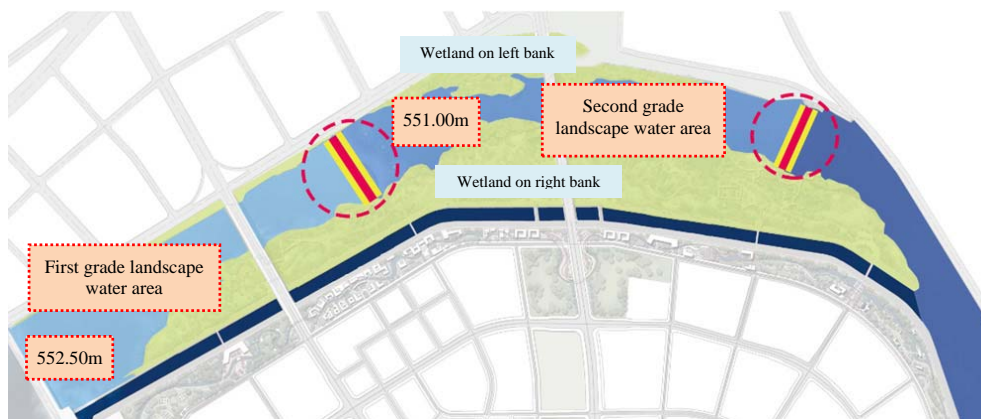 Wetland on left bank
551.00m
Second grade
landscape water area
Wetland on right bank
First grade landscape
water area
552.50m